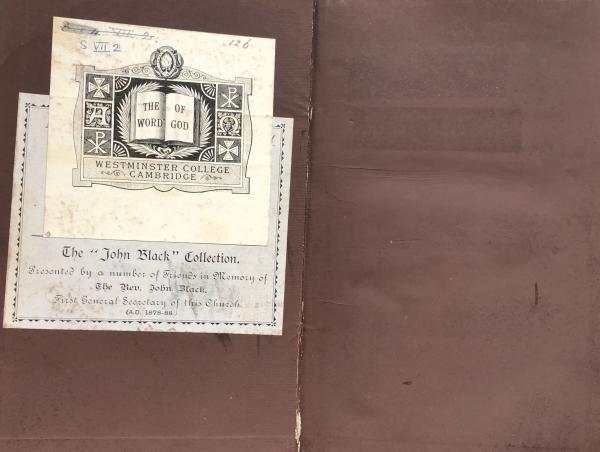 S VII 2
126
THE WORD OF GOD
A
Ω
WESTMINSTER COLLEGE
CAMBRIDGE
The "John Black" Collection.
Presented by a number of Friends in Memory of
The Rev. John Black,
First General Secretary of this Church.
(A.D. 1878-86)